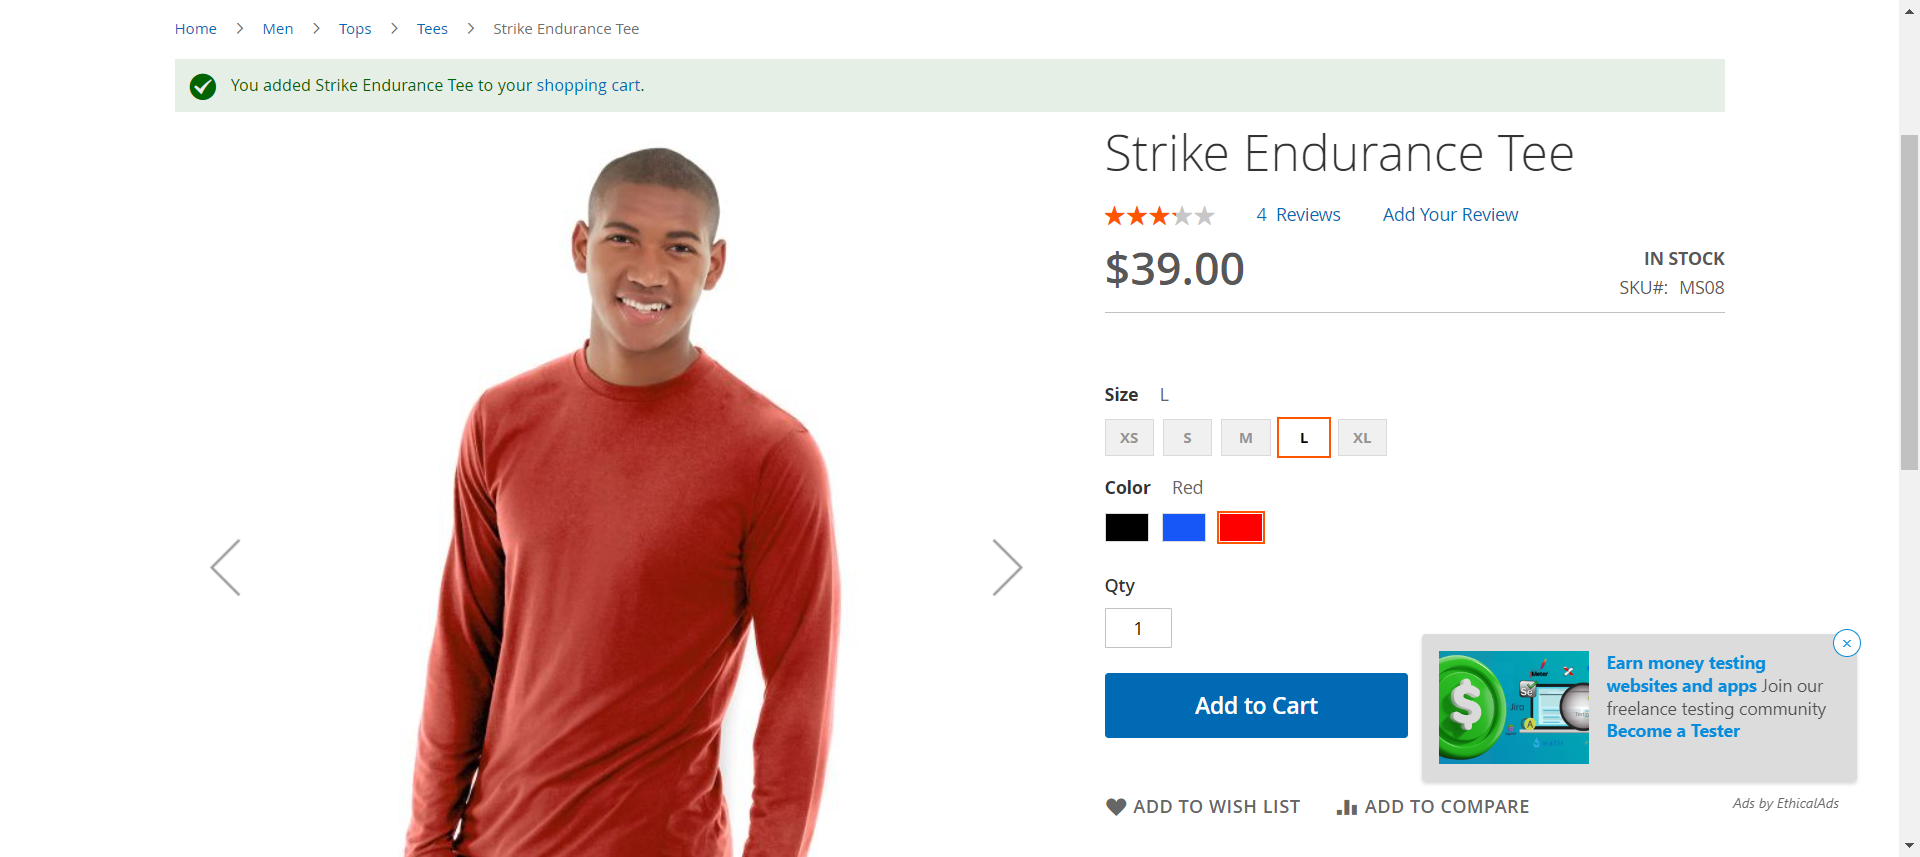 Home > Men > Tops > Tees > Strike Endurance Tee
You added Strike Endurance Tee to your shopping cart.
Strike Endurance Tee
4 Reviews Add Your Review
$39.00
IN STOCK
SKU#: MS08
Size L
XS S M L XL
Color Red
Qty
1
Add to Cart
ADD TO WISH LIST ADD TO COMPARE
$
Jira
Se
A
Earn money testing
websites and apps Join our
freelance testing community
Become a Tester
Ads by EthicalAds